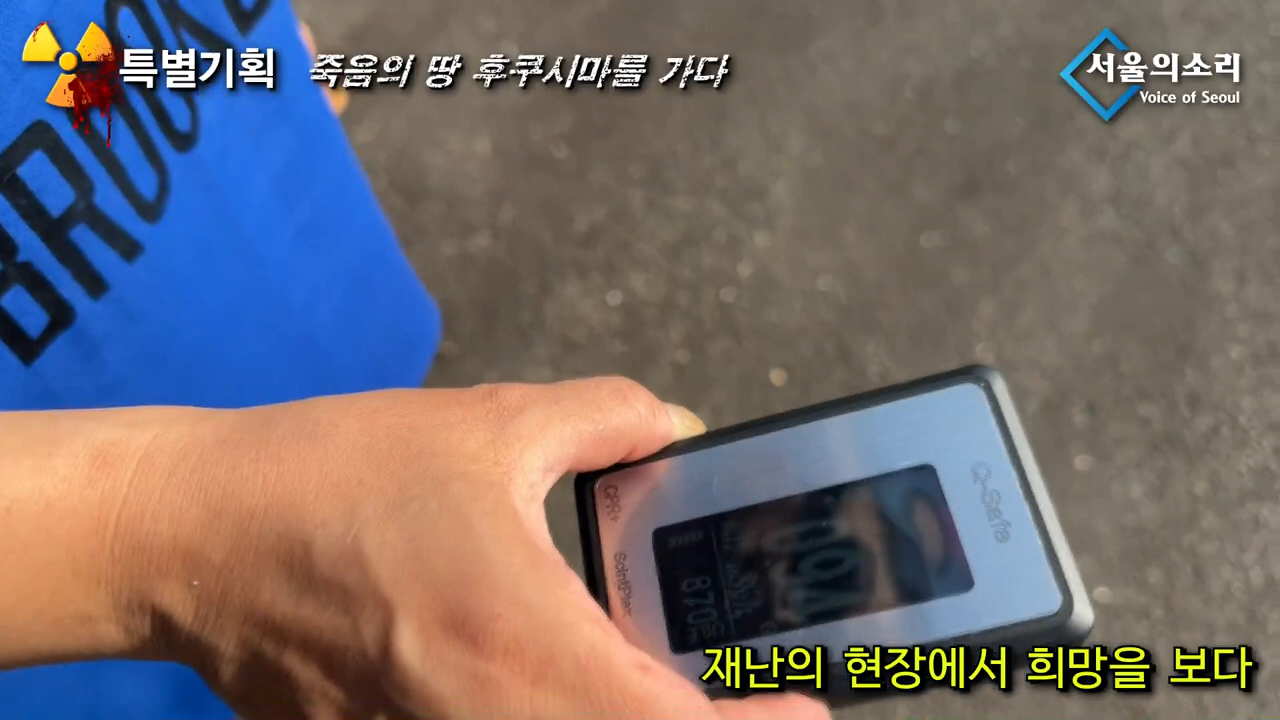 특별기획 죽음의 땅 후쿠시마를 가다
서울의소리
Voice of Seoul
BROOKL
Q-Safe
재난의 현장에서 희망을 보다